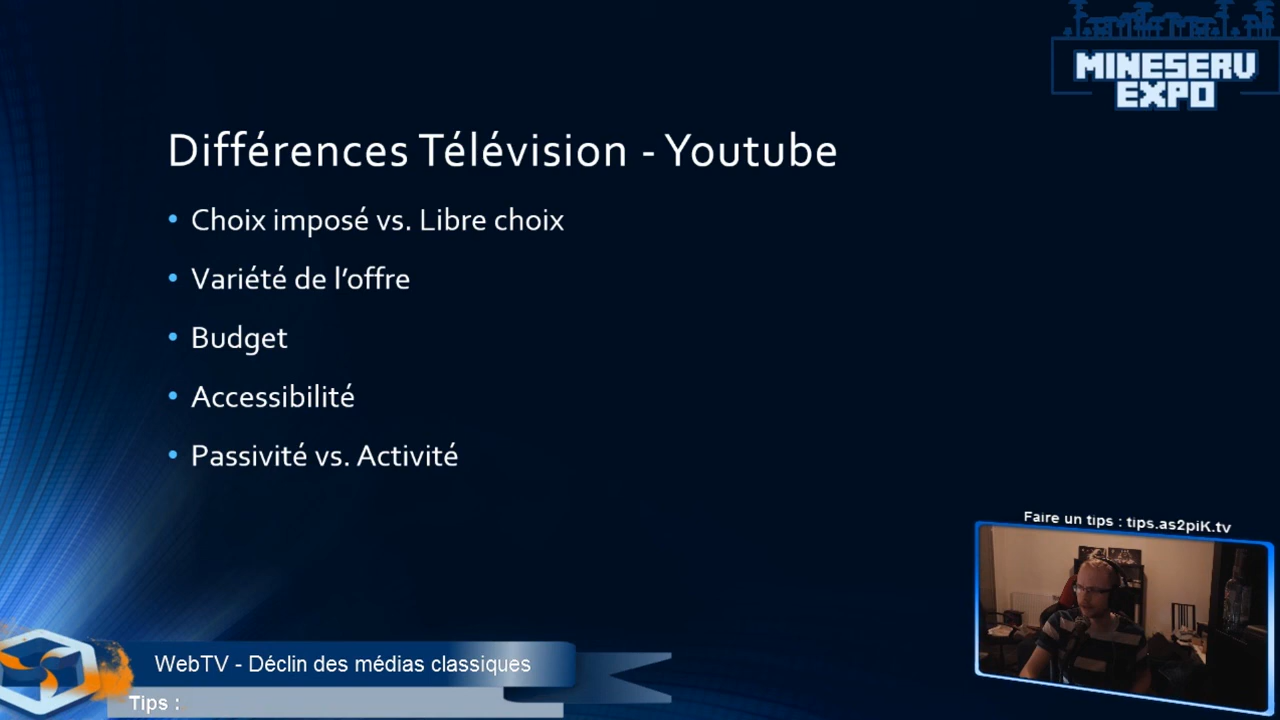 MINESERV
EXPO
Différences Télévision - Youtube
• Choix imposé vs. Libre choix
• Variété de l’offre
• Budget
• Accessibilité
• Passivité vs. Activité
Faire un tips : tips.as2piK.tv
WebTV - Déclin des médias classiques
Tips :